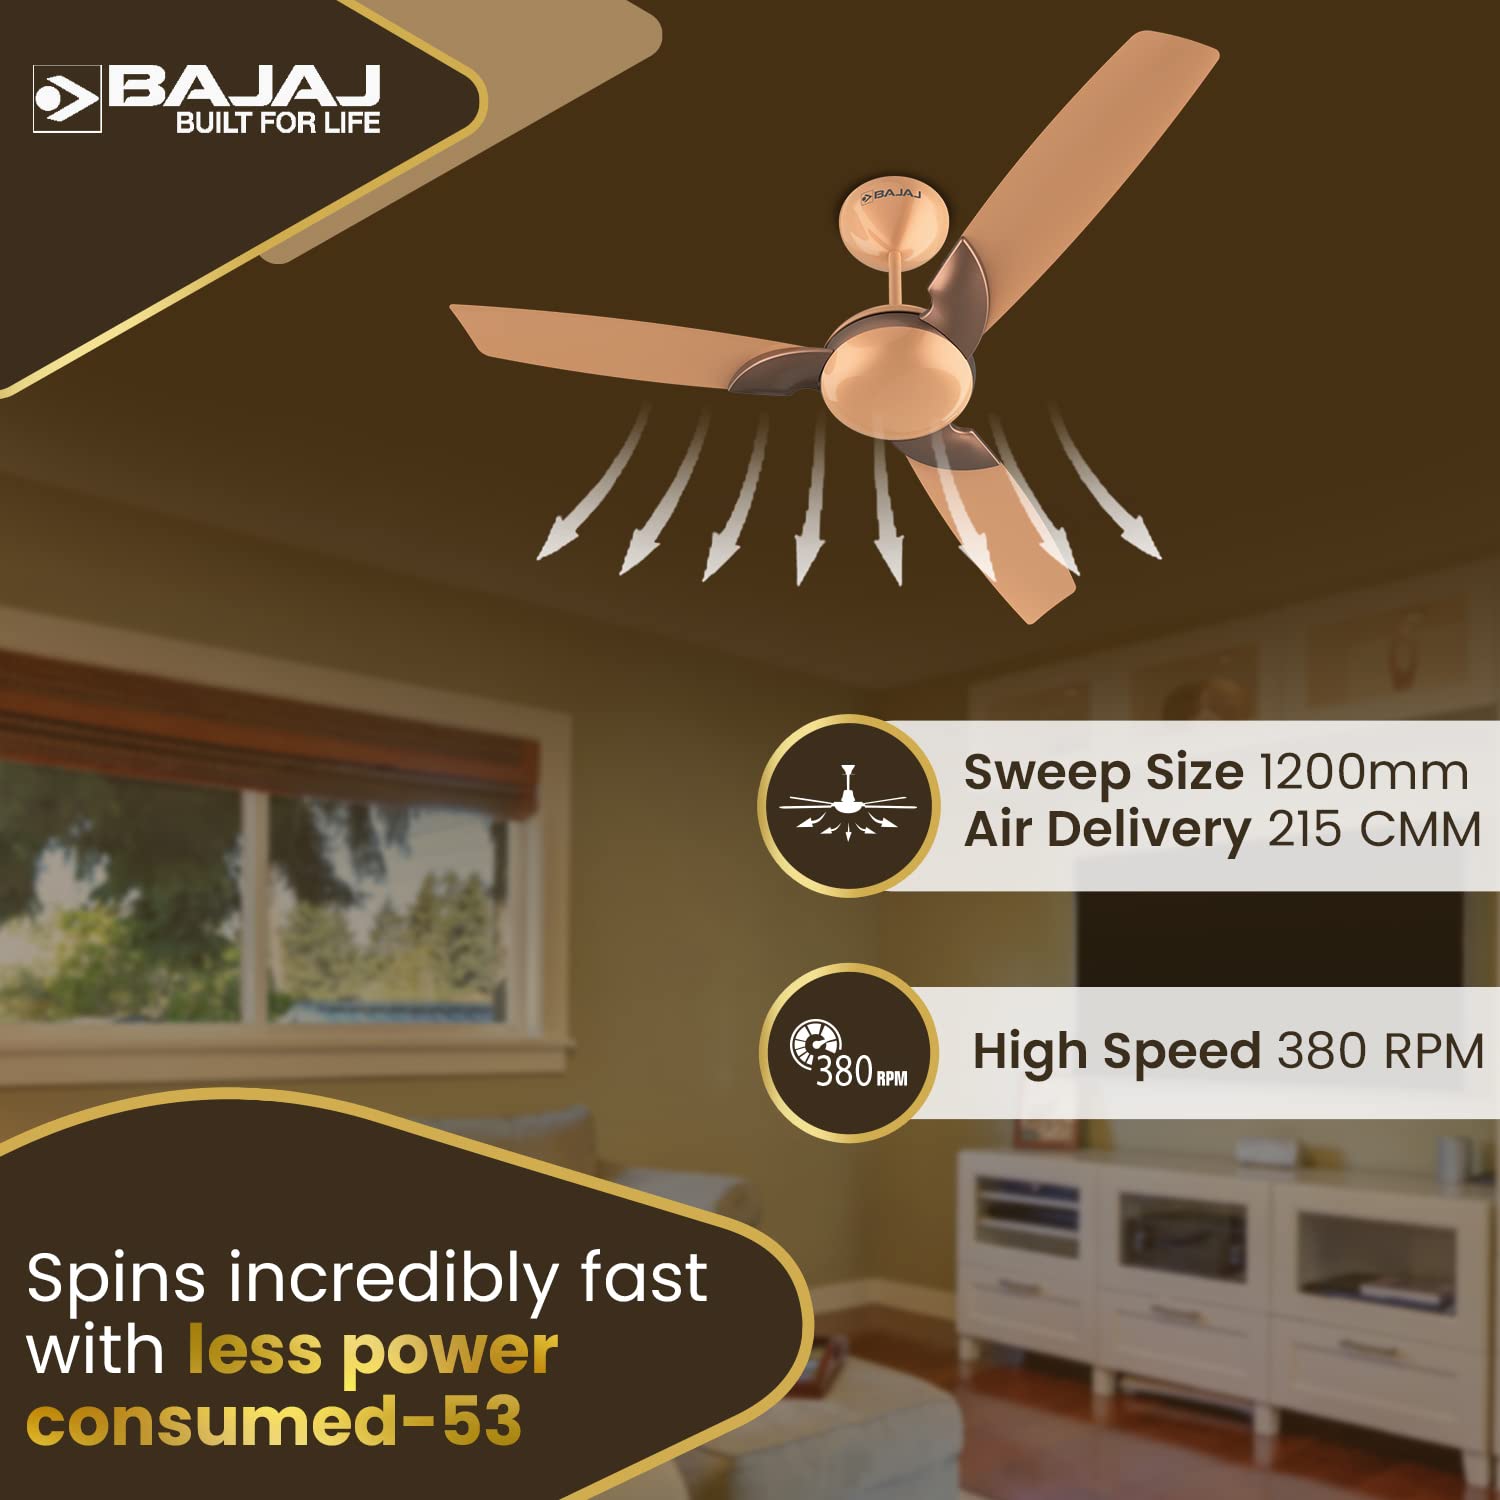 BAJAJ
BUILT FOR LIFE
BAJAJ
Sweep Size 1200mm
Air Delivery 215 CMM
380 RPM
High Speed 380 RPM
Spins incredibly fast
with less power
consumed-53